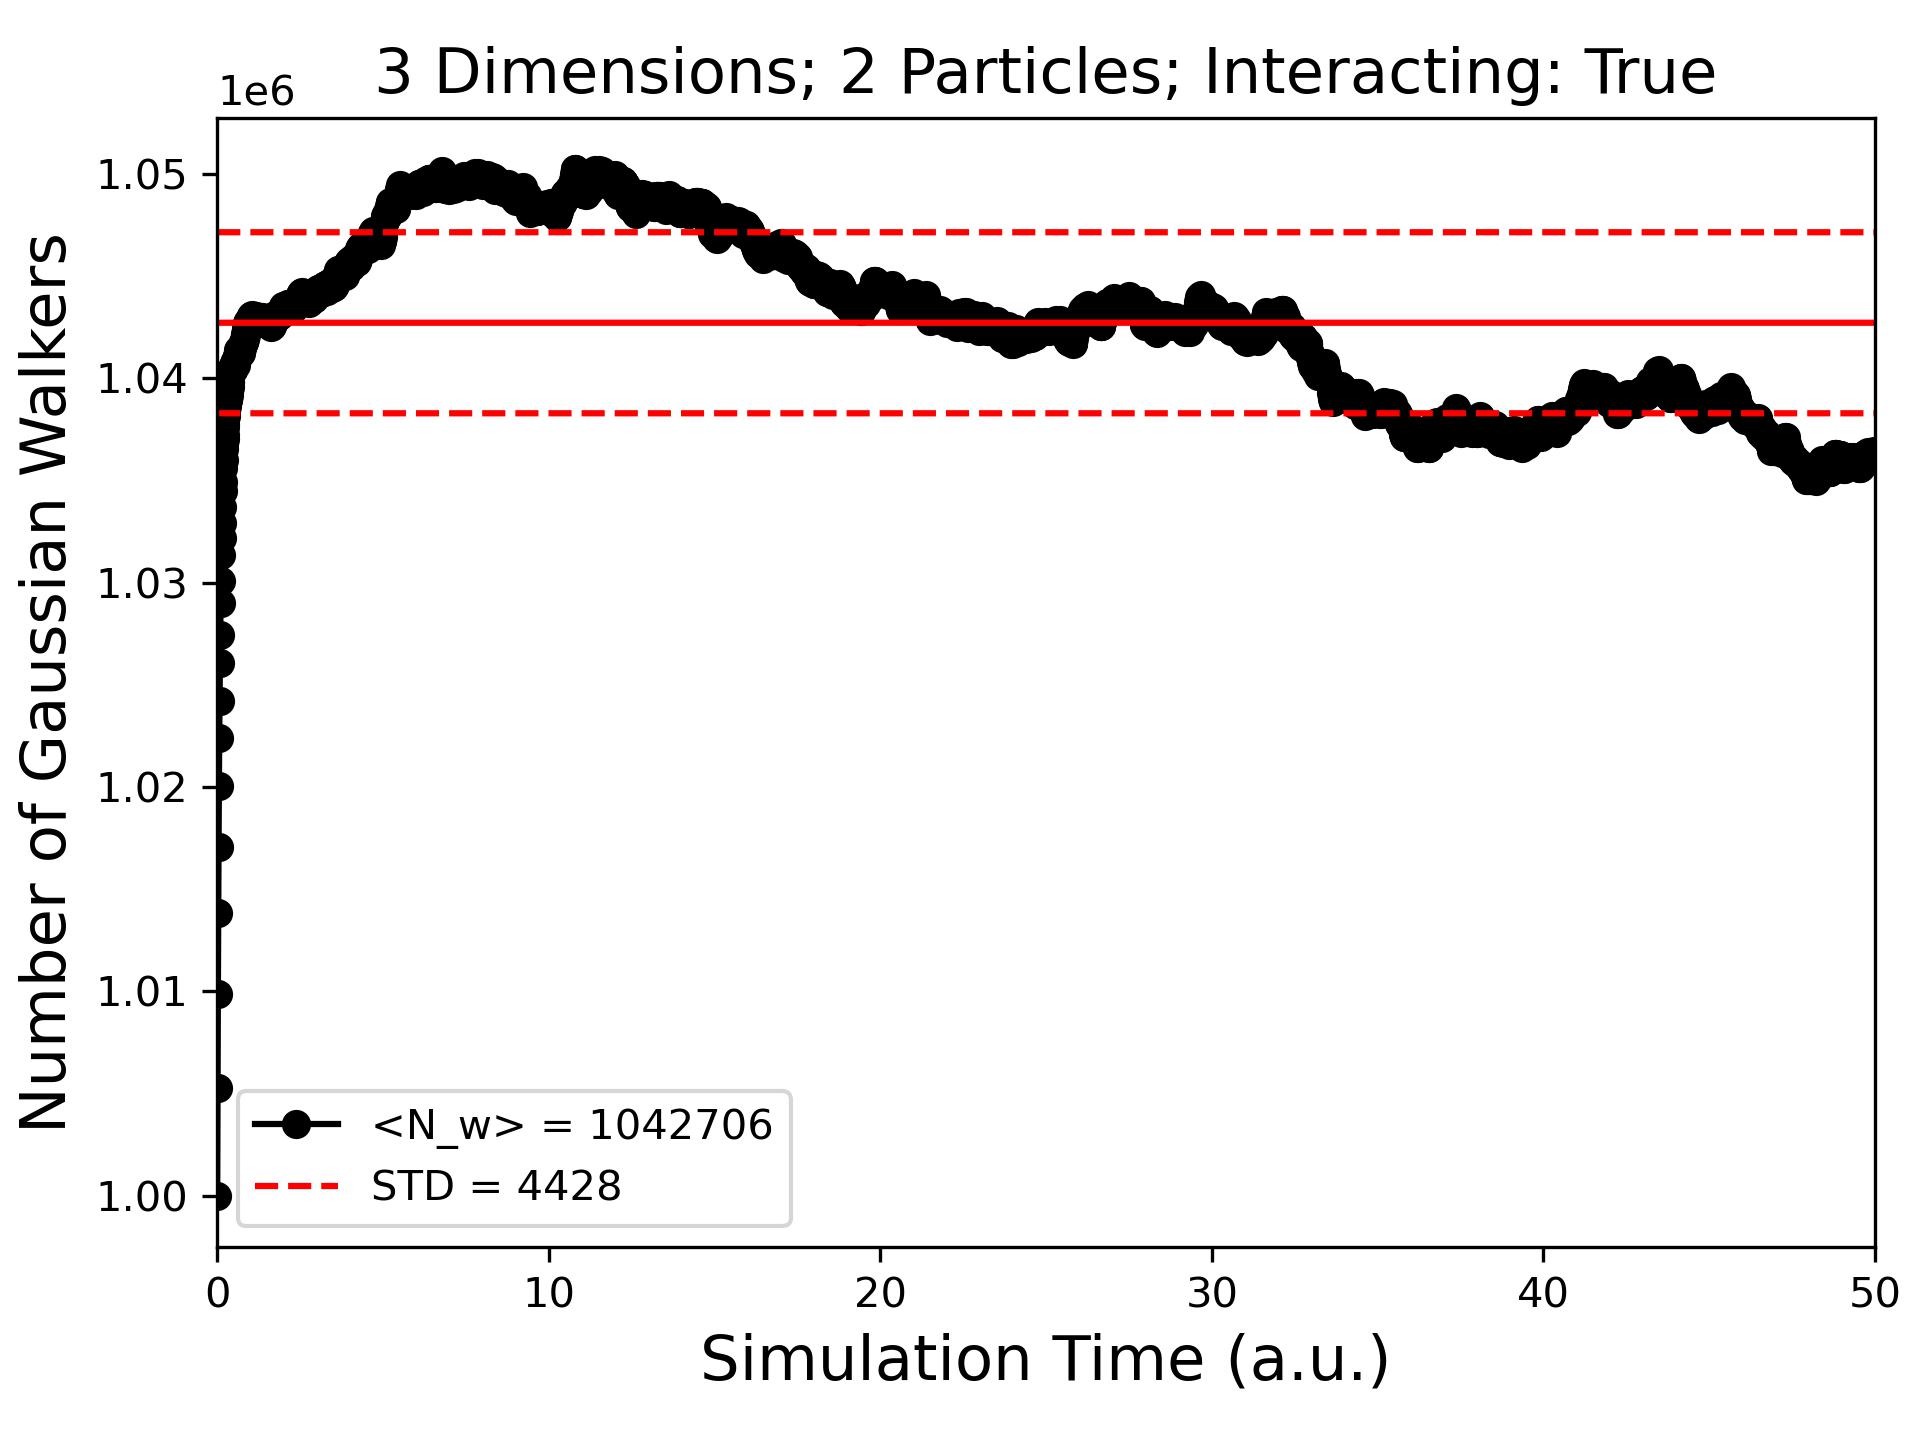 3 Dimensions; 2 Particles; Interacting: True
1e6
Number of Gaussian Walkers
1.05
1.04
1.03
1.02
1.01
1.00
<N_w> = 1042706
STD = 4428
0 10 20 30 40 50
Simulation Time (a.u.)